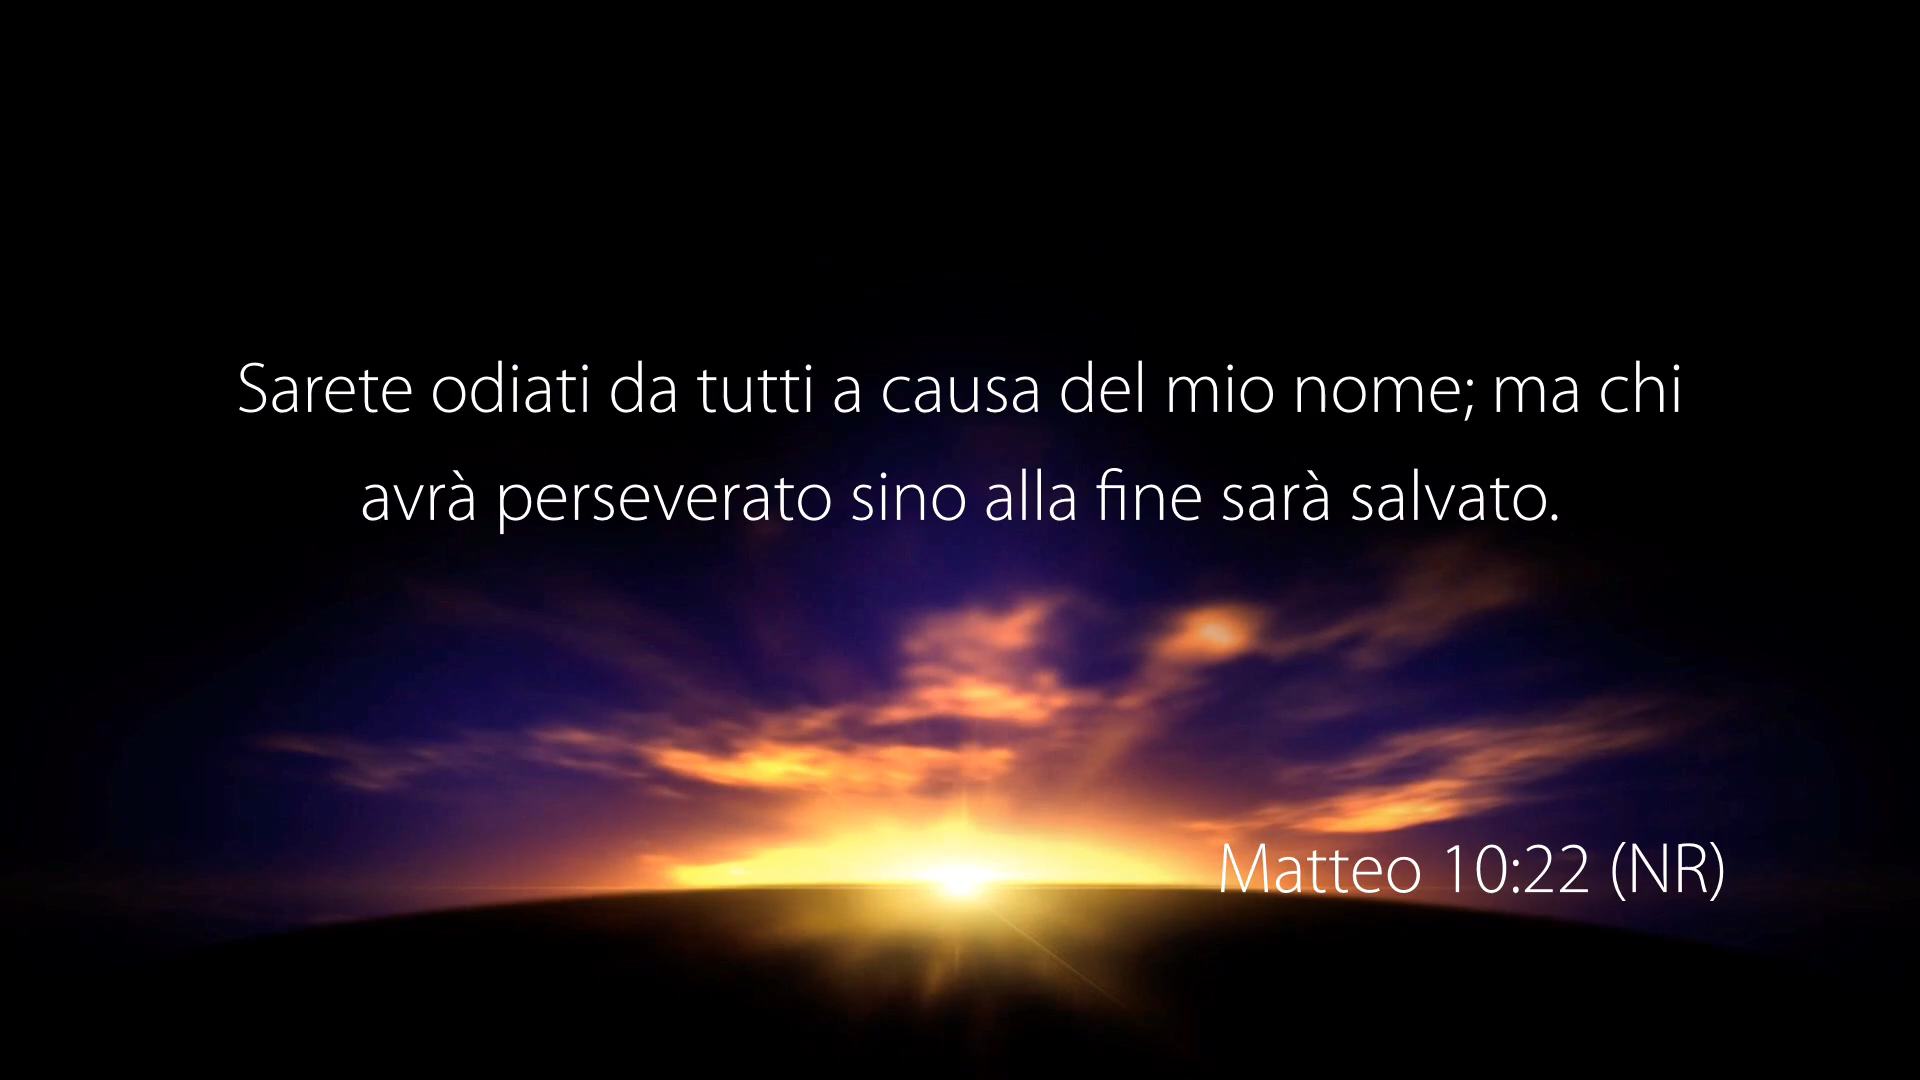 Sarete odiati da tutti a causa del mio nome; ma chi
avrà perseverato sino alla fine sarà salvato.
Matteo 10:22 (NR)